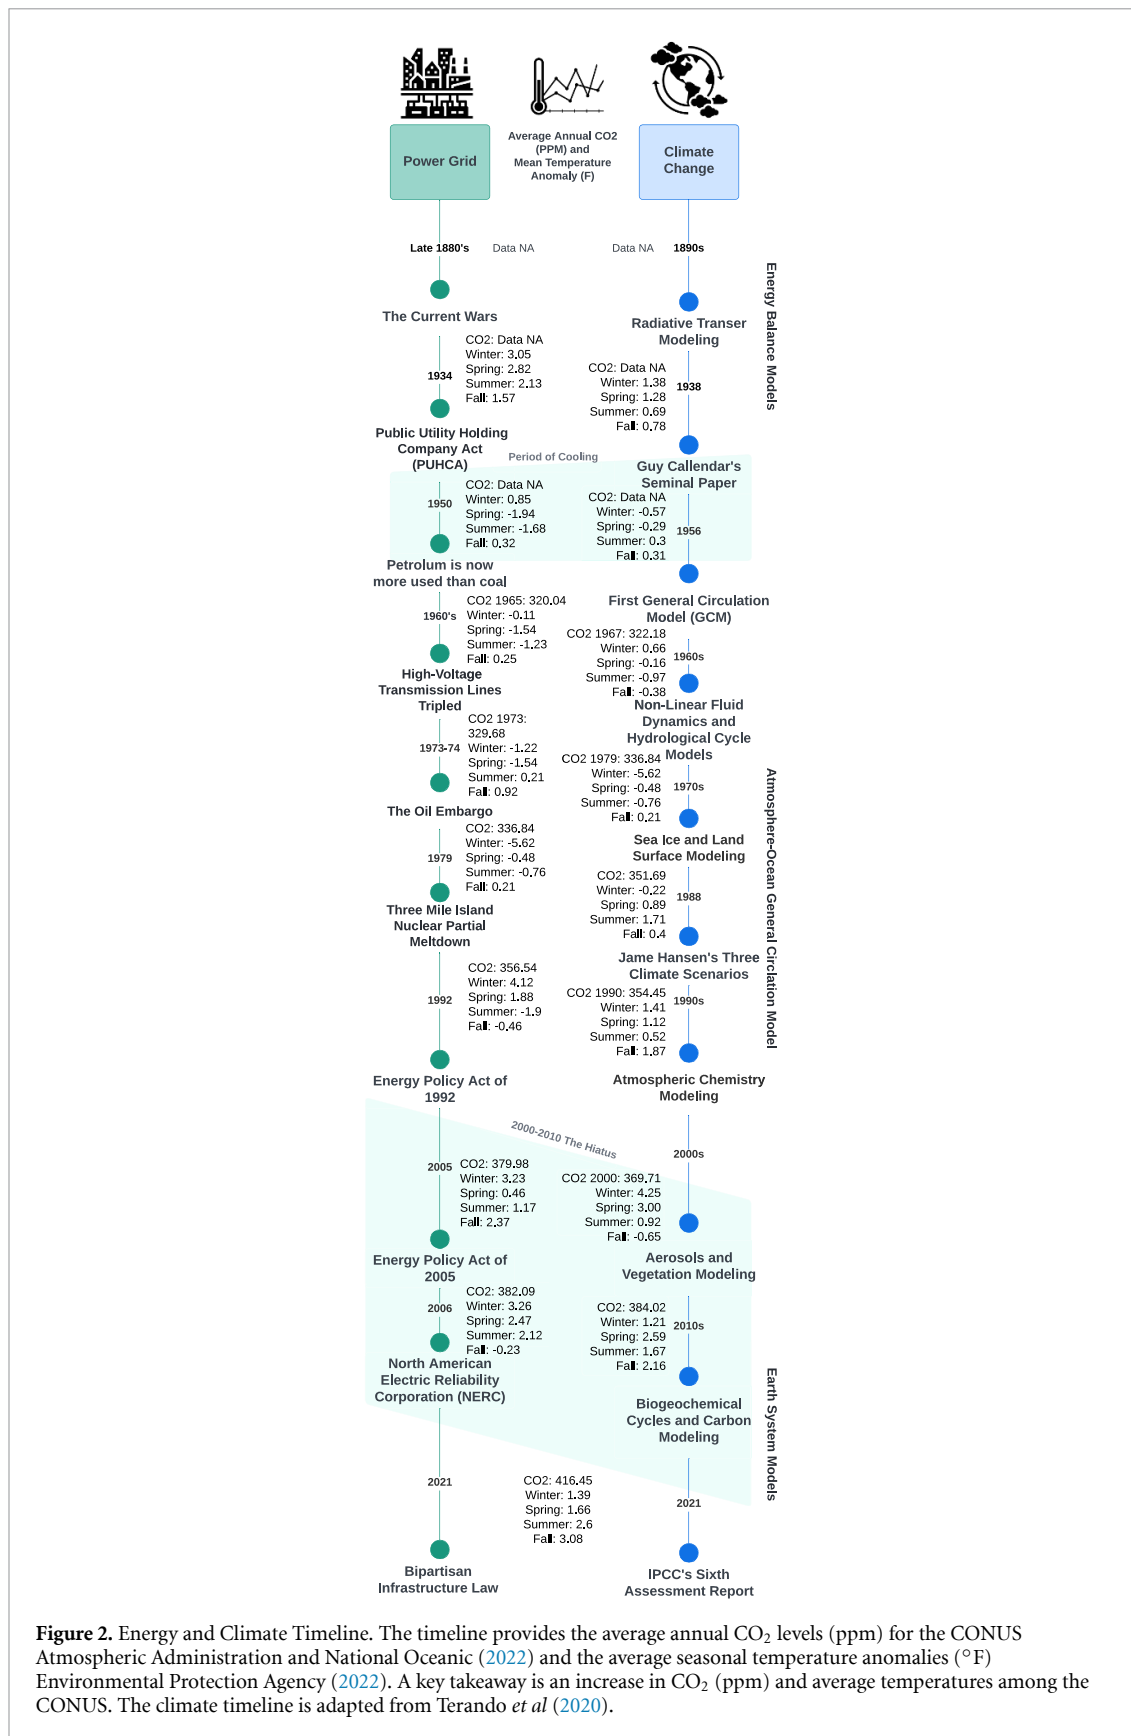 Power Grid
Average Annual CO2
(PPM) and
Mean Temperature
Anomaly (F)
Climate
Change
Late 1880's
Data NA
Data NA
1890s
The Current Wars
Radiative Transer
Modeling
Energy Balance Models
1934
CO2: Data NA
Winter: 3.05
Spring: 2.82
Summer: 2.13
Fall: 1.57
CO2: Data NA
Winter: 1.38
Spring: 1.28
Summer: 0.69
Fall: 0.78
1938
Public Utility Holding
Company Act
(PUHCA)
Period of Cooling
Guy Callendar's
Seminal Paper
1950
CO2: Data NA
Winter: 0.85
Spring: -1.94
Summer: -1.68
Fall: 0.32
CO2: Data NA
Winter: -0.57
Spring: -0.29
Summer: 0.3
Fall: 0.31
1956
Petrolum is now
more used than coal
First General Circulation
Model (GCM)
1960's
CO2 1965: 320.04
Winter: -0.11
Spring: -1.54
Summer: -1.23
Fall: 0.25
CO2 1967: 322.18
Winter: 0.66
Spring: -0.16
Summer: -0.97
Fall: -0.38
1960s
High-Voltage
Transmission Lines
Tripled
Non-Linear Fluid
Dynamics and
Hydrological Cycle
Models
1973-74
CO2 1973:
329.68
Winter: -1.22
Spring: -1.54
Summer: 0.21
Fall: 0.92
CO2 1979: 336.84
Winter: -5.62
Spring: -0.48
Summer: -0.76
Fall: 0.21
1970s
The Oil Embargo
Sea Ice and Land
Surface Modeling
Atmosphere-Ocean General Circlation Model
1979
CO2: 336.84
Winter: -5.62
Spring: -0.48
Summer: -0.76
Fall: 0.21
CO2: 351.69
Winter: -0.22
Spring: 0.89
Summer: 1.71
Fall: 0.4
1988
Three Mile Island
Nuclear Partial
Meltdown
Jame Hansen's Three
Climate Scenarios
1992
CO2: 356.54
Winter: 4.12
Spring: 1.88
Summer: -1.9
Fall: -0.46
CO2 1990: 354.45
Winter: 1.41
Spring: 1.12
Summer: 0.52
Fall: 1.87
1990s
Energy Policy Act of
1992
Atmospheric Chemistry
Modeling
2000-2010 The Hiatus
2005
CO2: 379.98
Winter: 3.23
Spring: 0.46
Summer: 1.17
Fall: 2.37
2000s
CO2 2000: 369.71
Winter: 4.25
Spring: 3.00
Summer: 0.92
Fall: -0.65
Energy Policy Act of
2005
Aerosols and
Vegetation Modeling
2006
CO2: 382.09
Winter: 3.26
Spring: 2.47
Summer: 2.12
Fall: -0.23
CO2: 384.02
Winter: 1.21
Spring: 2.59
Summer: 1.67
Fall: 2.16
2010s
North American
Electric Reliability
Corporation (NERC)
Biogeochemical
Cycles and Carbon
Modeling
Earth System Models
2021
CO2: 416.45
Winter: 1.39
Spring: 1.66
Summer: 2.6
Fall: 3.08
2021
Bipartisan
Infrastructure Law
IPCC's Sixth
Assessment Report
Figure 2. Energy and Climate Timeline. The timeline provides the average annual CO₂ levels (ppm) for the CONUS
Atmospheric Administration and National Oceanic (2022) and the average seasonal temperature anomalies (°F)
Environmental Protection Agency (2022). A key takeaway is an increase in CO₂ (ppm) and average temperatures among the
CONUS. The climate timeline is adapted from Terando et al (2020).